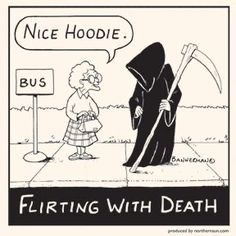 NICE HOODIE.
BUS
BANNERMAN©
FLIRTING WITH DEATH
produced by northernsun.com